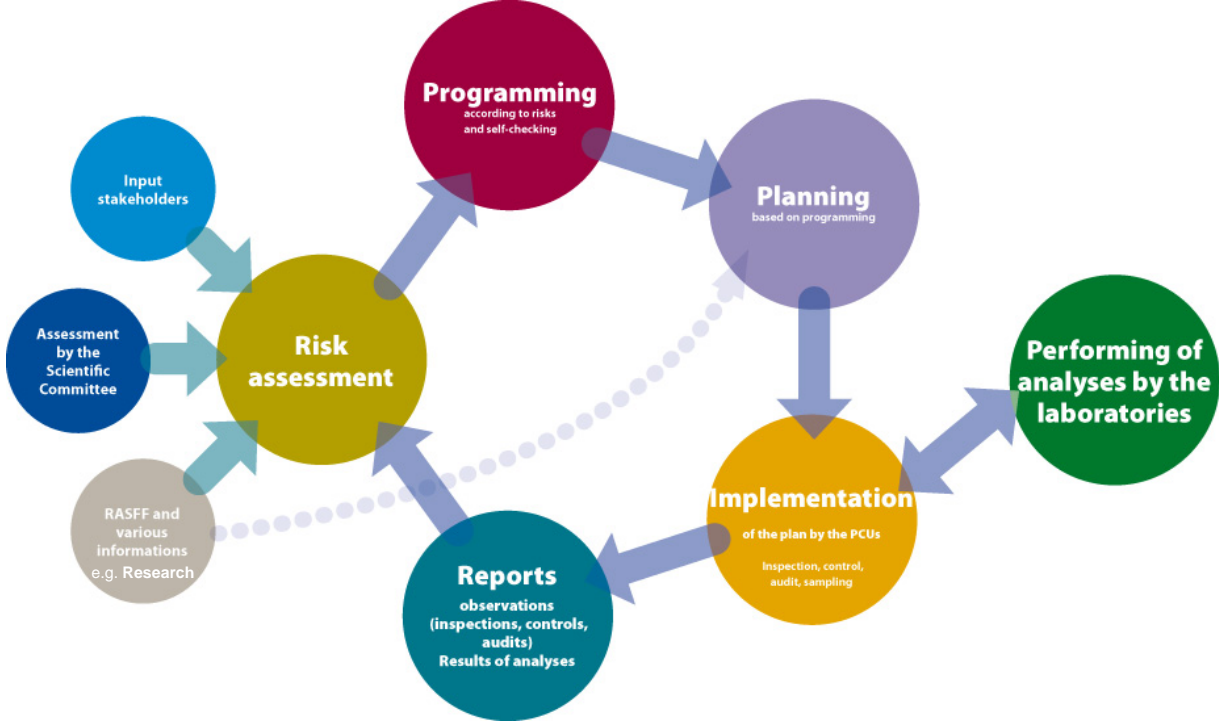 Programming
according to risks
and self-checking
Planning
based on programming
Input
stakeholders
Assessment
by the
Scientific
Committee
RASFF and
various
informations
e.g. Research
Risk
assessment
Performing of
analyses by the
laboratories
Implementation
of the plan by the PCUs
Inspection, control,
audit, sampling
Reports
observations
(inspections, controls,
audits)
Results of analyses